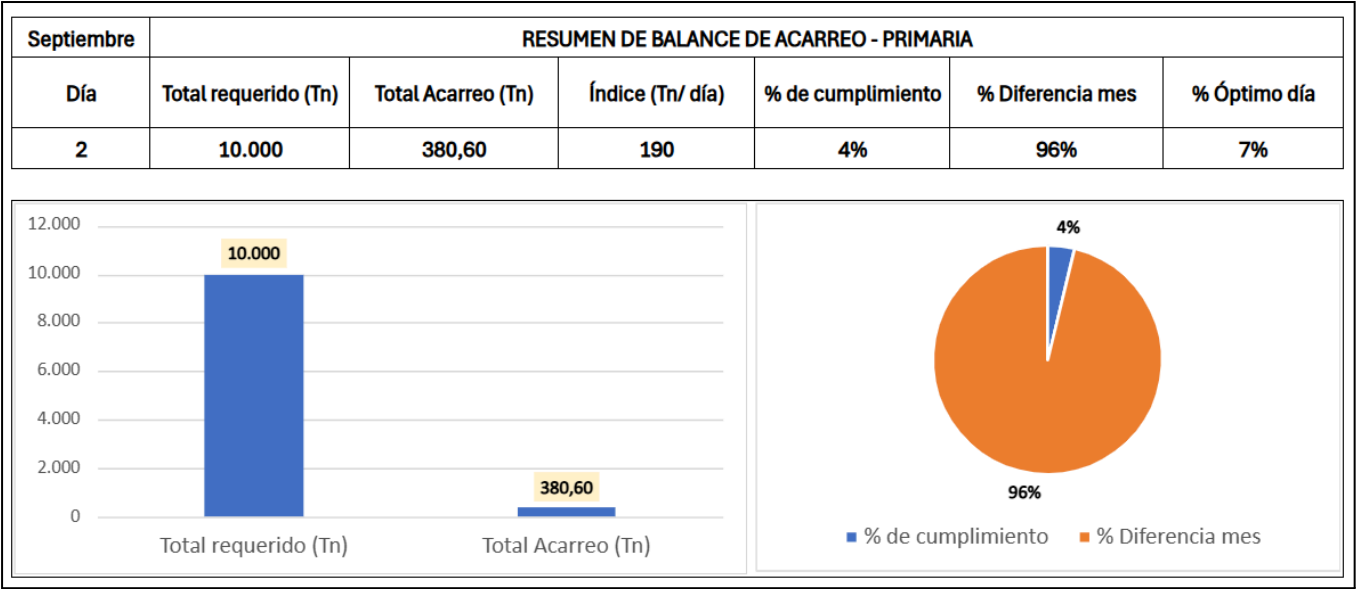 Septiembre RESUMEN DE BALANCE DE ACARREO - PRIMARIA
Día Total requerido (Tn) Total Acarreo (Tn) Índice (Tn/ día) % de cumplimiento % Diferencia mes % Óptimo día
2 10.000 380,60 190 4% 96% 7%
12.000
10.000
8.000
6.000
4.000
2.000
0
10.000
380,60
Total requerido (Tn) Total Acarreo (Tn)
4%
96%
% de cumplimiento % Diferencia mes